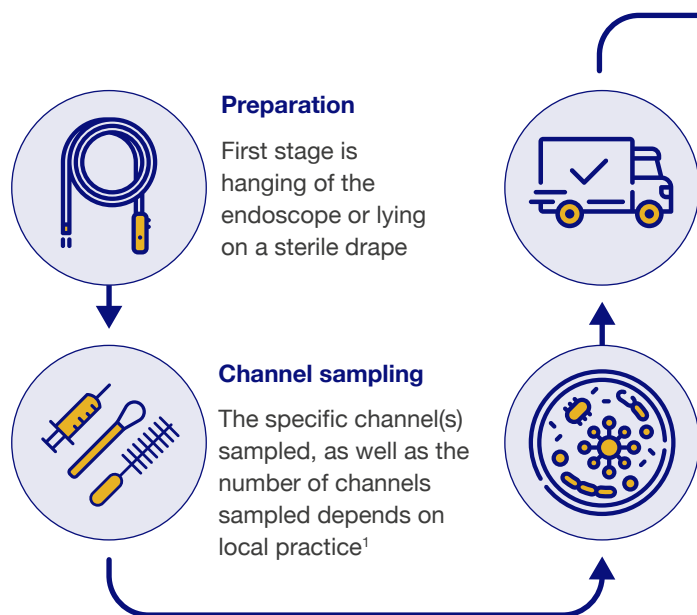 Preparation
First stage is
hanging of the
endoscope or lying
on a sterile drape
Channel sampling
The specific channel(s)
sampled, as well as the
number of channels
sampled depends on
local practice¹